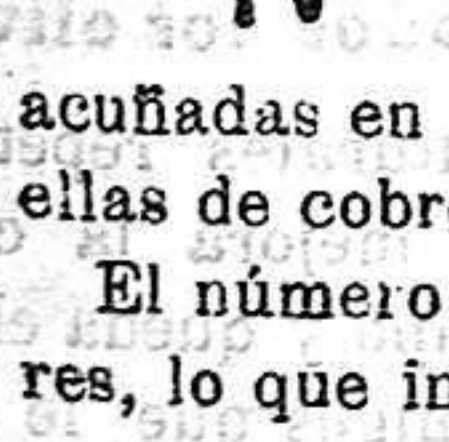 acuñadas en
ellas de cobr
El número
res, lo que in